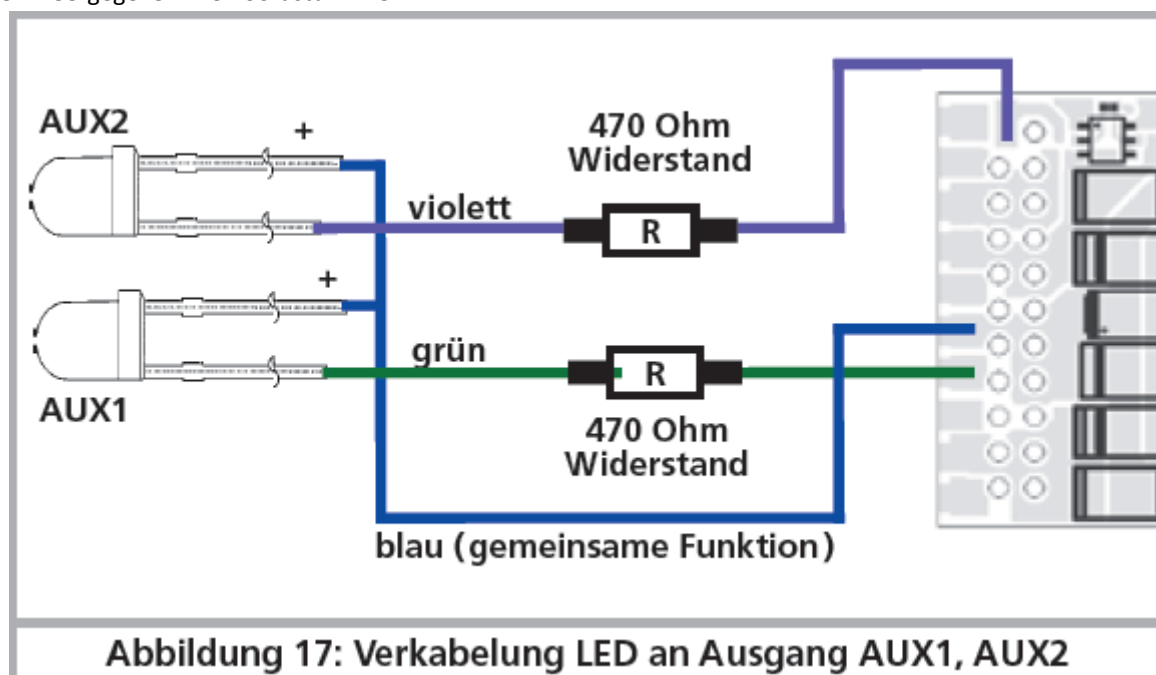 AUX2
+
470 Ohm
Widerstand
violett
R
+
grün
R
AUX1
470 Ohm
Widerstand
blau (gemeinsame Funktion)
Abbildung 17: Verkabelung LED an Ausgang AUX1, AUX2